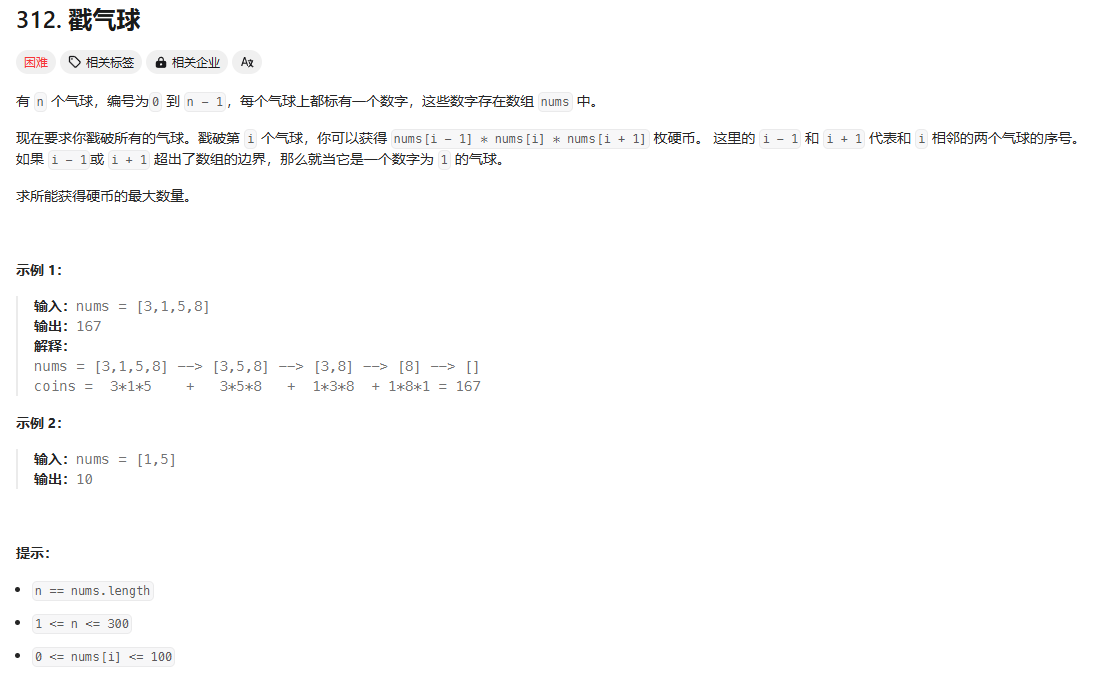 312. 戳气球
困难 相关标签 相关企业
有 n 个气球，编号为0 到 n - 1，每个气球上都标有一个数字，这些数字存在数组 nums 中。
现在要求你戳破所有的气球。戳破第 i 个气球，你可以获得 nums[i - 1] * nums[i] * nums[i + 1] 枚硬币。 这里的 i - 1 和 i + 1 代表和 i 相邻的两个气球的序号。
如果 i - 1或 i + 1 超出了数组的边界，那么就当它是一个数字为 1 的气球。
求所能获得硬币的最大数量。
示例 1：
输入：nums = [3,1,5,8]
输出：167
解释：
nums = [3,1,5,8] --> [3,5,8] --> [3,8] --> [8] --> []
coins =  3*1*5    +   3*5*8   +  1*3*8  + 1*8*1 = 167
示例 2：
输入：nums = [1,5]
输出：10
提示：
n == nums.length
1 <= n <= 300
0 <= nums[i] <= 100